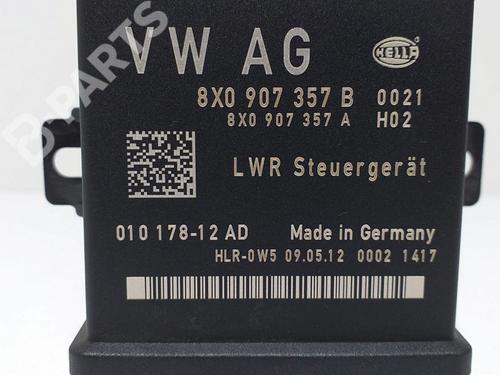 B PARTS
VW AG
HELLA
8X0 907 357 B 0021
8X0 907 357 A H02
LWR Steuergerät
010 178-12 AD Made in Germany
HLR-0W5 09.05.12 0002 1417